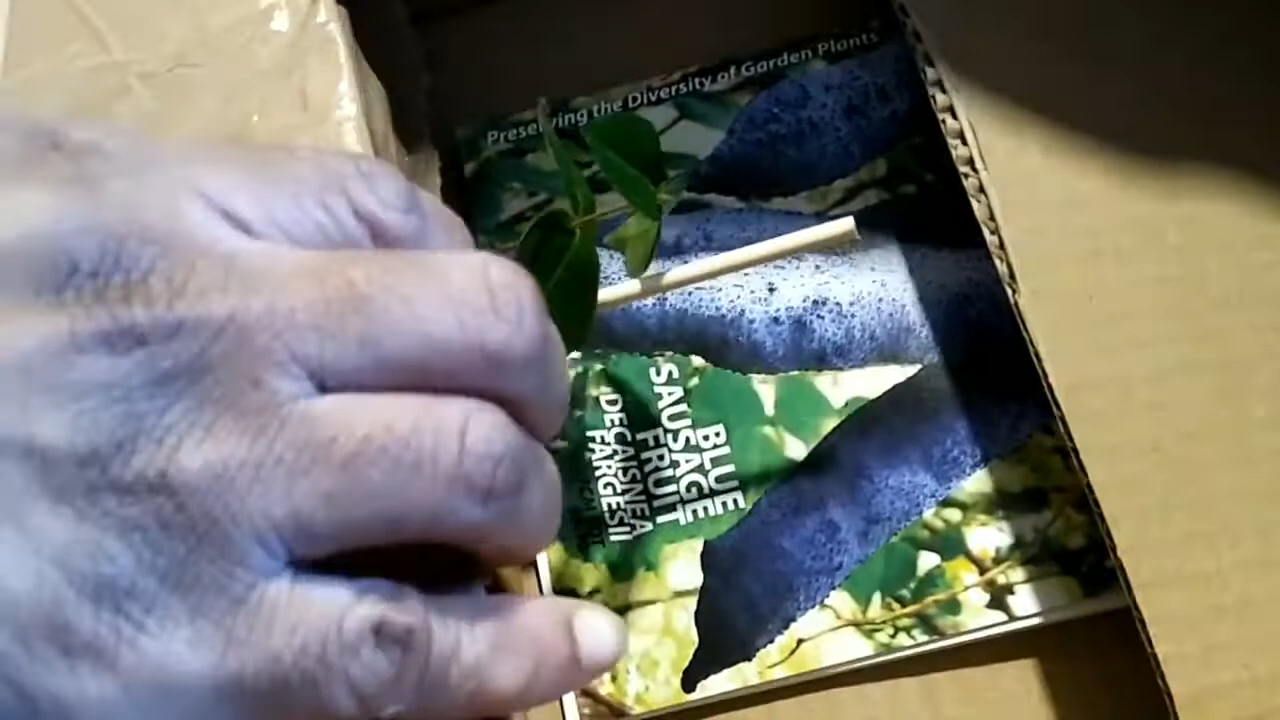 Preserving the Diversity of Garden Plants
BLUE
SAUSAGE
FRUIT
DECAISNEA
FARGESII